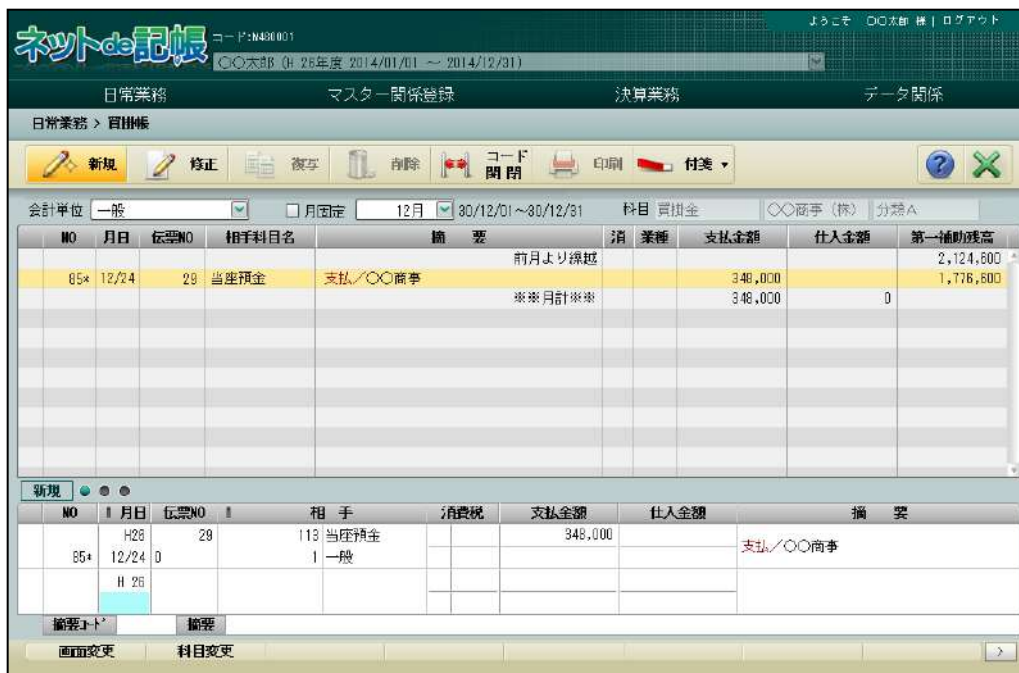 ようこそ 〇〇太郎 様 | ログアウト
ネットde記帳 コード:N480001
〇〇太郎 (H 26年度 2014/01/01 ～ 2014/12/31)
日常業務 マスター関係登録 決算業務 データ関係
日常業務 > 買掛帳
新規 修正 複写 削除 コード開閉 印刷 付箋
会計単位 一般 月固定 12月 30/12/01～30/12/31 科目 買掛金 〇〇商事(株) 分類A
NO 月日 伝票NO 相手科目名 摘要 消 業種 支払金額 仕入金額 第一補助残高
前月より繰越 2,124,600
85* 12/24 29 当座預金 支払/〇〇商事 348,000 1,776,600
※※月計※※ 348,000 0
新規
NO 月日 伝票NO 相手 消費税 支払金額 仕入金額 摘要
H26 29 113 当座預金 348,000
支払/〇〇商事
85* 12/24 0 1 一般
H 26
摘要コード 摘要
画面変更 科目変更